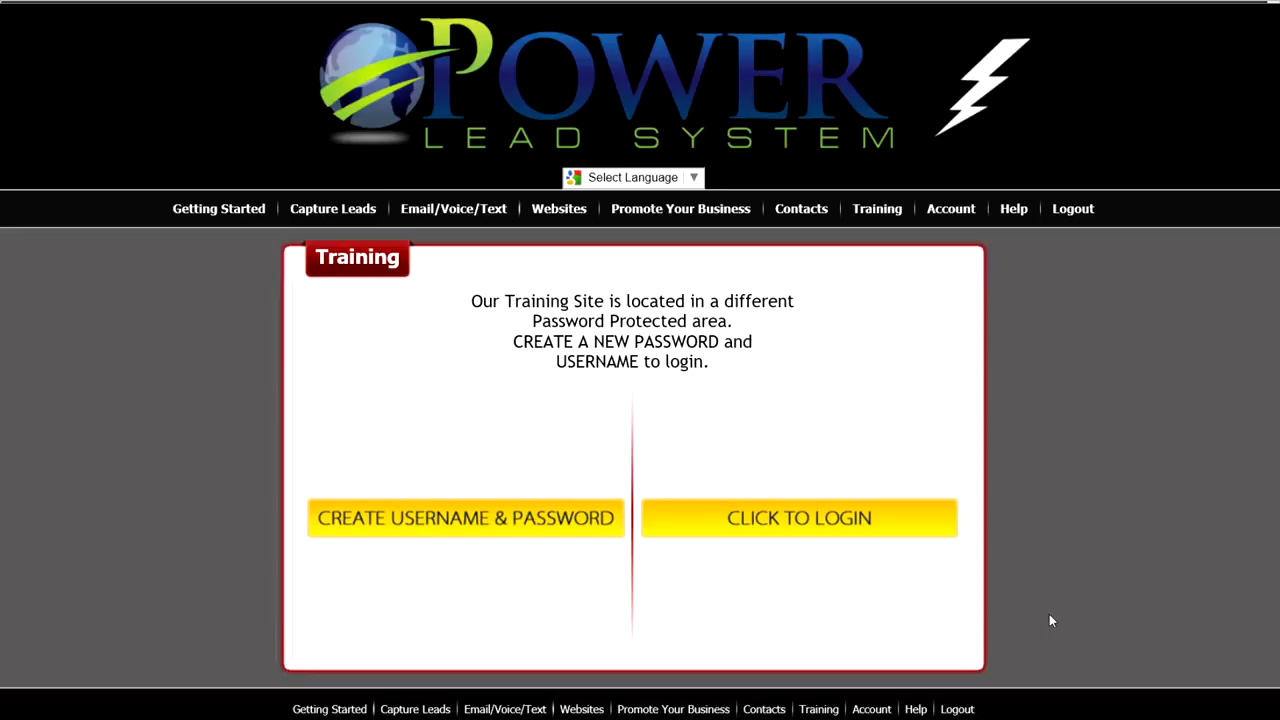 POWER
LEAD SYSTEM
Select Language ▼
Getting Started | Capture Leads | Email/Voice/Text | Websites | Promote Your Business | Contacts | Training | Account | Help | Logout
Training
Our Training Site is located in a different
Password Protected area.
CREATE A NEW PASSWORD and
USERNAME to login.
CREATE USERNAME & PASSWORD
CLICK TO LOGIN
Getting Started | Capture Leads | Email/Voice/Text | Websites | Promote Your Business | Contacts | Training | Account | Help | Logout